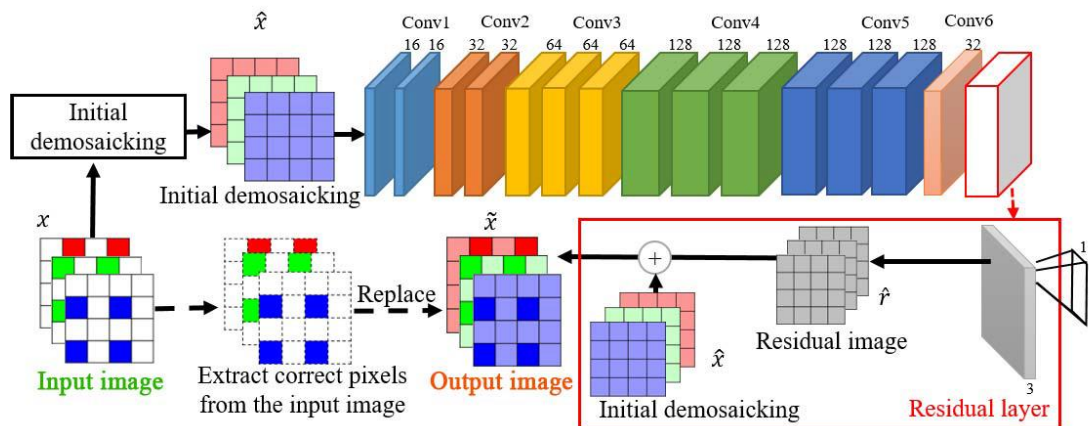 x̂
Conv1
Conv2
Conv3
Conv4
Conv5
Conv6
16 16 32 32 64 64 64 128 128 128 128 128 128 32
Initial
demosaicking
Initial demosaicking
x
x̃
1
+
Replace
r̂
Residual image
x̂
Input image
Extract correct pixels
from the input image
Output image
Initial demosaicking
3
Residual layer